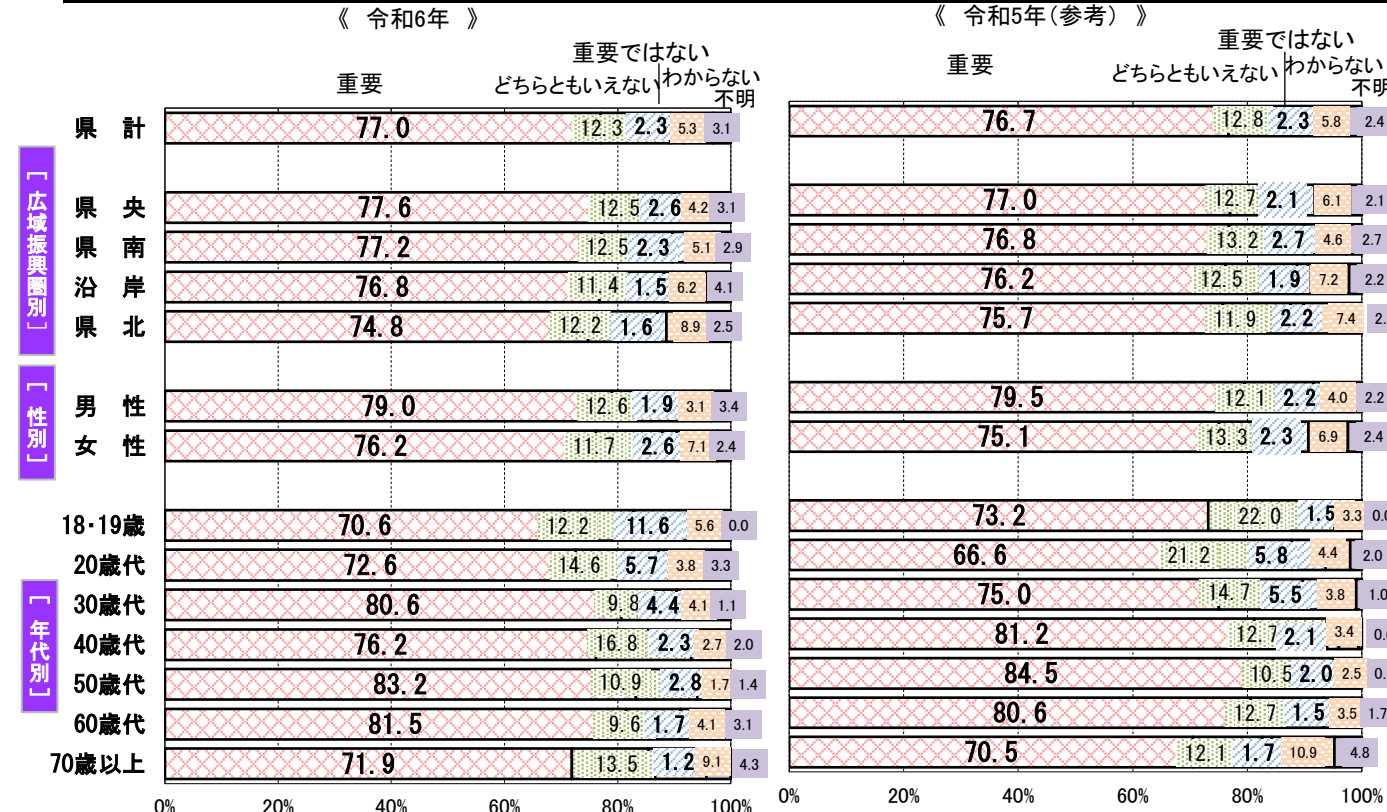 《 令和6年 》 《 令和5年(参考) 》
重要 どちらともいえない 重要ではない わからない 不明 重要 どちらともいえない 重要ではない わからない 不明
県 計 77.0 12.3 2.3 5.3 3.1 76.7 12.8 2.3 5.8 2.4
[広域振興圏別]
県 央 77.6 12.5 2.6 4.2 3.1 77.0 12.7 2.1 6.1 2.1
県 南 77.2 12.5 2.3 5.1 2.9 76.8 13.2 2.7 4.6 2.7
沿 岸 76.8 11.4 1.5 6.2 4.1 76.2 12.5 1.9 7.2 2.2
県 北 74.8 12.2 1.6 8.9 2.5 75.7 11.9 2.2 7.4
[性別]
男 性 79.0 12.6 1.9 3.1 3.4 79.5 12.1 2.2 4.0 2.2
女 性 76.2 11.7 2.6 7.1 2.4 75.1 13.3 2.3 6.9 2.4
[年代別]
18・19歳 70.6 12.2 11.6 5.6 0.0 73.2 22.0 1.5 3.3 0.0
20歳代 72.6 14.6 5.7 3.8 3.3 66.6 21.2 5.8 4.4 2.0
30歳代 80.6 9.8 4.4 4.1 1.1 75.0 14.7 5.5 3.8 1.0
40歳代 76.2 16.8 2.3 2.7 2.0 81.2 12.7 2.1 3.4
50歳代 83.2 10.9 2.8 1.7 1.4 84.5 10.5 2.0 2.5
60歳代 81.5 9.6 1.7 4.1 3.1 80.6 12.7 1.5 3.5 1.7
70歳以上 71.9 13.5 1.2 9.1 4.3 70.5 12.1 1.7 10.9 4.8
0% 20% 40% 60% 80% 100% 0% 20% 40% 60% 80% 100%